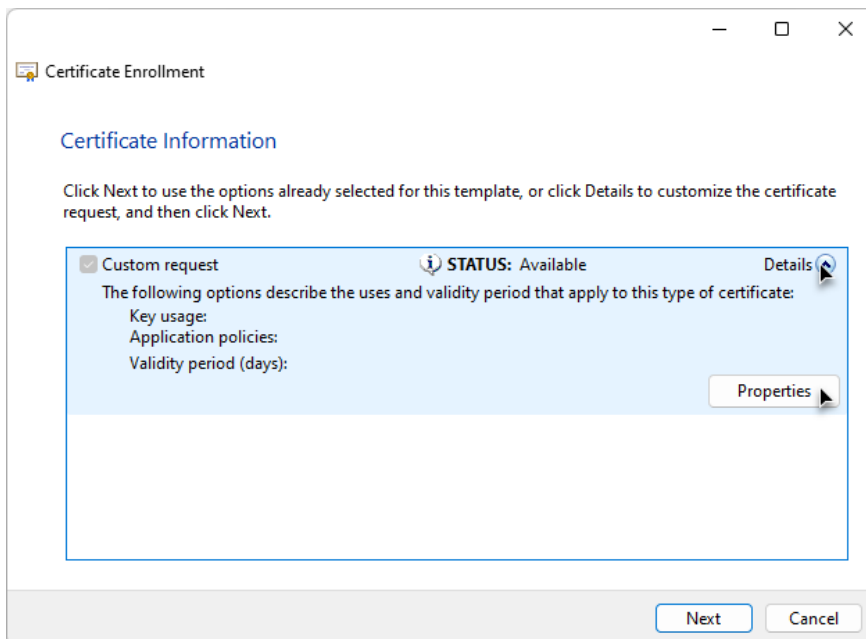 Certificate Enrollment
Certificate Information
Click Next to use the options already selected for this template, or click Details to customize the certificate
request, and then click Next.
Custom request STATUS: Available Details
The following options describe the uses and validity period that apply to this type of certificate:
Key usage:
Application policies:
Validity period (days):
Properties
Next Cancel